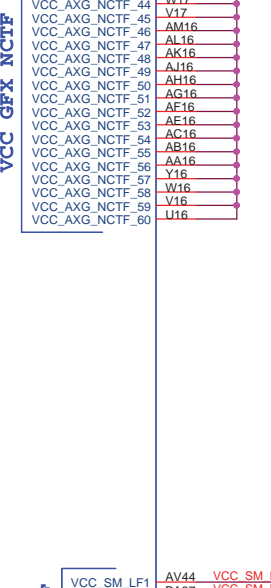 VCC GFX NCTF
VCC_AXG_NCTF_44 W17
VCC_AXG_NCTF_45 V17
VCC_AXG_NCTF_46 AM16
VCC_AXG_NCTF_47 AL16
VCC_AXG_NCTF_48 AK16
VCC_AXG_NCTF_49 AJ16
VCC_AXG_NCTF_50 AH16
VCC_AXG_NCTF_51 AG16
VCC_AXG_NCTF_52 AF16
VCC_AXG_NCTF_53 AE16
VCC_AXG_NCTF_54 AC16
VCC_AXG_NCTF_55 AB16
VCC_AXG_NCTF_56 AA16
VCC_AXG_NCTF_57 Y16
VCC_AXG_NCTF_58 W16
VCC_AXG_NCTF_59 V16
VCC_AXG_NCTF_60 U16
VCC_SM_LF1 AV44 VCC_SM_